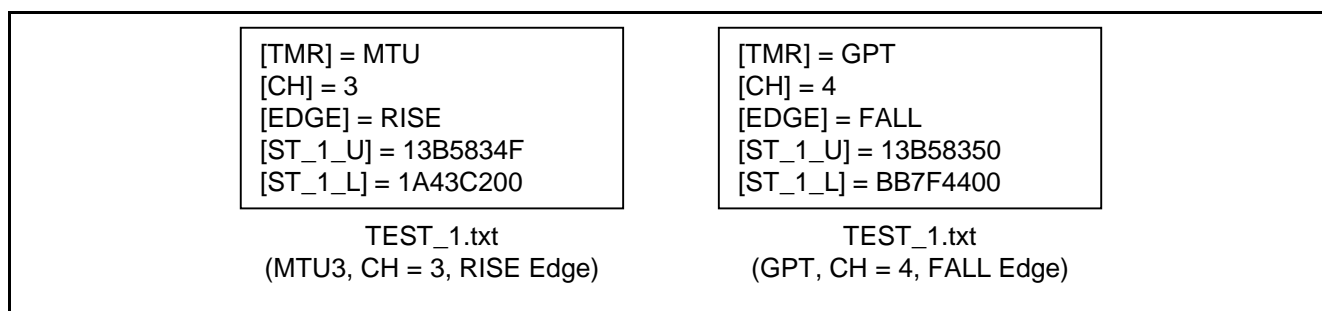 [TMR] = MTU
[CH] = 3
[EDGE] = RISE
[ST_1_U] = 13B5834F
[ST_1_L] = 1A43C200
TEST_1.txt
(MTU3, CH = 3, RISE Edge)
[TMR] = GPT
[CH] = 4
[EDGE] = FALL
[ST_1_U] = 13B58350
[ST_1_L] = BB7F4400
TEST_1.txt
(GPT, CH = 4, FALL Edge)